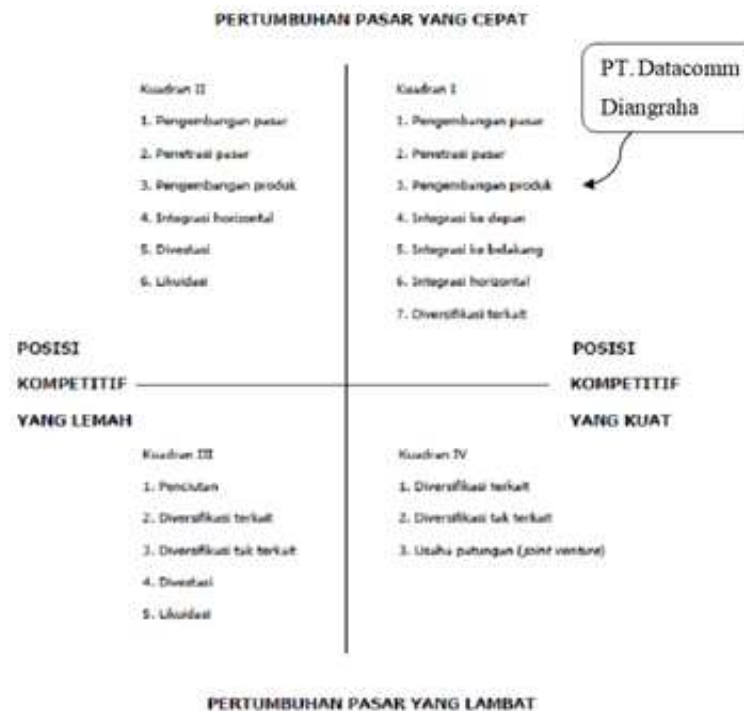 PERTUMBUHAN PASAR YANG CEPAT
PT. Datacomm
Diangraha
Kuadran II
1. Pengembangan pasar
2. Penetrasi pasar
3. Pengembangan produk
4. Integrasi horizontal
5. Divestasi
6. Likuidasi
Kuadran I
1. Pengembangan pasar
2. Penetrasi pasar
3. Pengembangan produk
4. Integrasi ke depan
5. Integrasi ke belakang
6. Integrasi horizontal
7. Diversifikasi terkait
POSISI
KOMPETITIF
YANG LEMAH
POSISI
KOMPETITIF
YANG KUAT
Kuadran III
1. Penciutan
2. Diversifikasi terkait
3. Diversifikasi tak terkait
4. Divestasi
5. Likuidasi
Kuadran IV
1. Diversifikasi terkait
2. Diversifikasi tak terkait
3. Usaha patungan (joint venture)
PERTUMBUHAN PASAR YANG LAMBAT